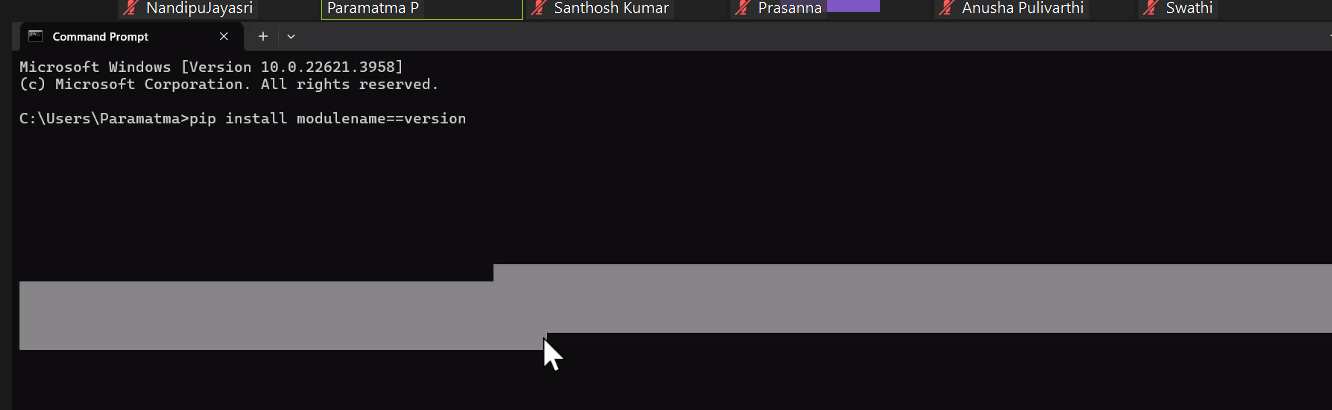 NandipuJayasri Paramatma P Santhosh Kumar Prasanna Anusha Pulivarthi Swathi
Command Prompt
Microsoft Windows [Version 10.0.22621.3958]
(c) Microsoft Corporation. All rights reserved.
C:\Users\Paramatma>pip install modulename==version